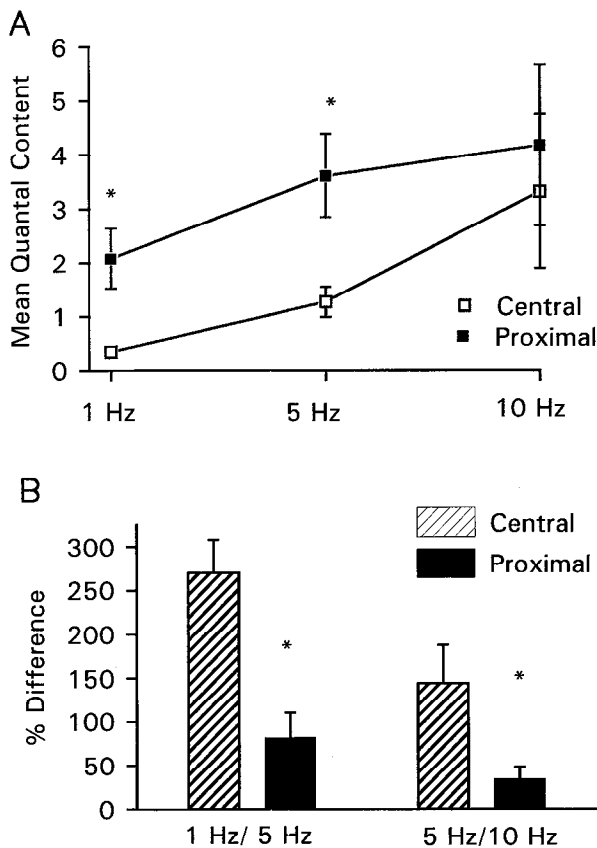 A
Mean Quantal Content
6
5
4
3
2
1
0
*
*
Central
Proximal
1 Hz
5 Hz
10 Hz
B
% Difference
300
250
200
150
100
50
0
Central
Proximal
*
*
1 Hz/ 5 Hz
5 Hz/10 Hz